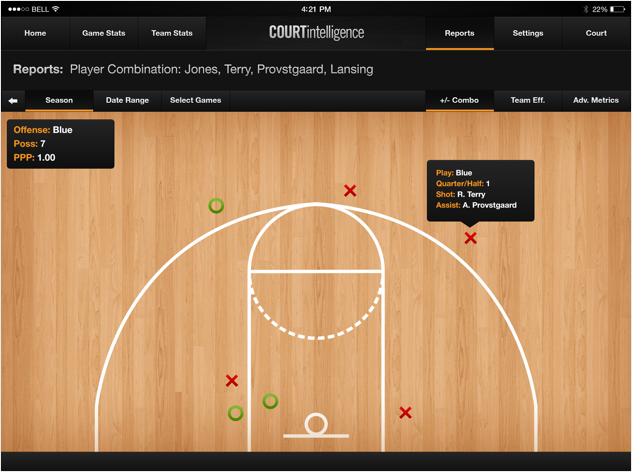 BELL
4:21 PM
22%
Home
Game Stats
Team Stats
COURTintelligence
Reports
Settings
Court
Reports: Player Combination: Jones, Terry, Provstgaard, Lansing
Season
Date Range
Select Games
+/- Combo
Team Eff.
Adv. Metrics
Offense: Blue
Poss: 7
PPP: 1.00
Play: Blue
Quarter/Half: 1
Shot: R. Terry
Assist: A. Provstgaard